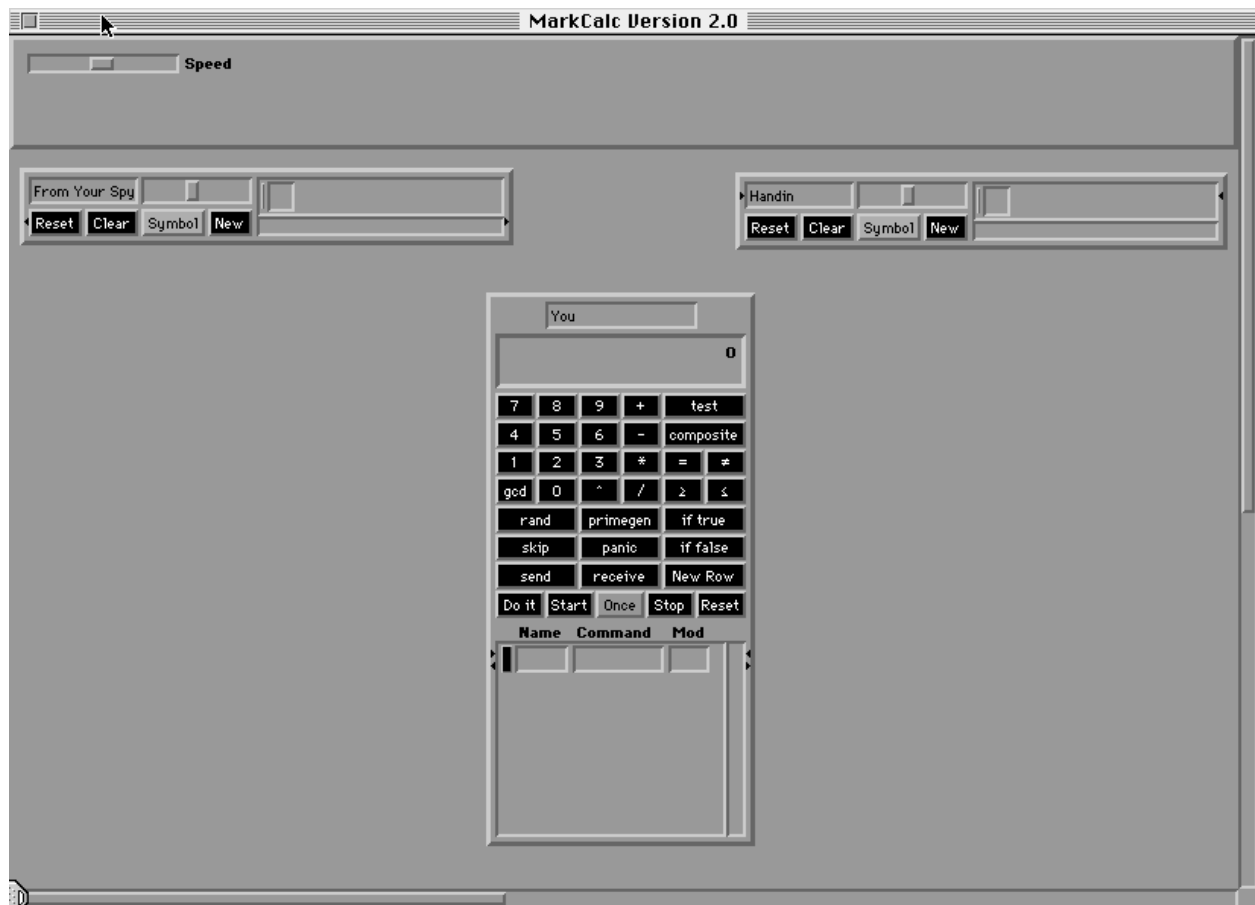 MarkCalc Version 2.0
Speed
From Your Spy
Reset Clear Symbol New
Handin
Reset Clear Symbol New
You
0
7 8 9 + test
4 5 6 - composite
1 2 3 * = ≠
gcd 0 ^ / ≥ ≤
rand primegen if true
skip panic if false
send receive New Row
Do it Start Once Stop Reset
Name Command Mod